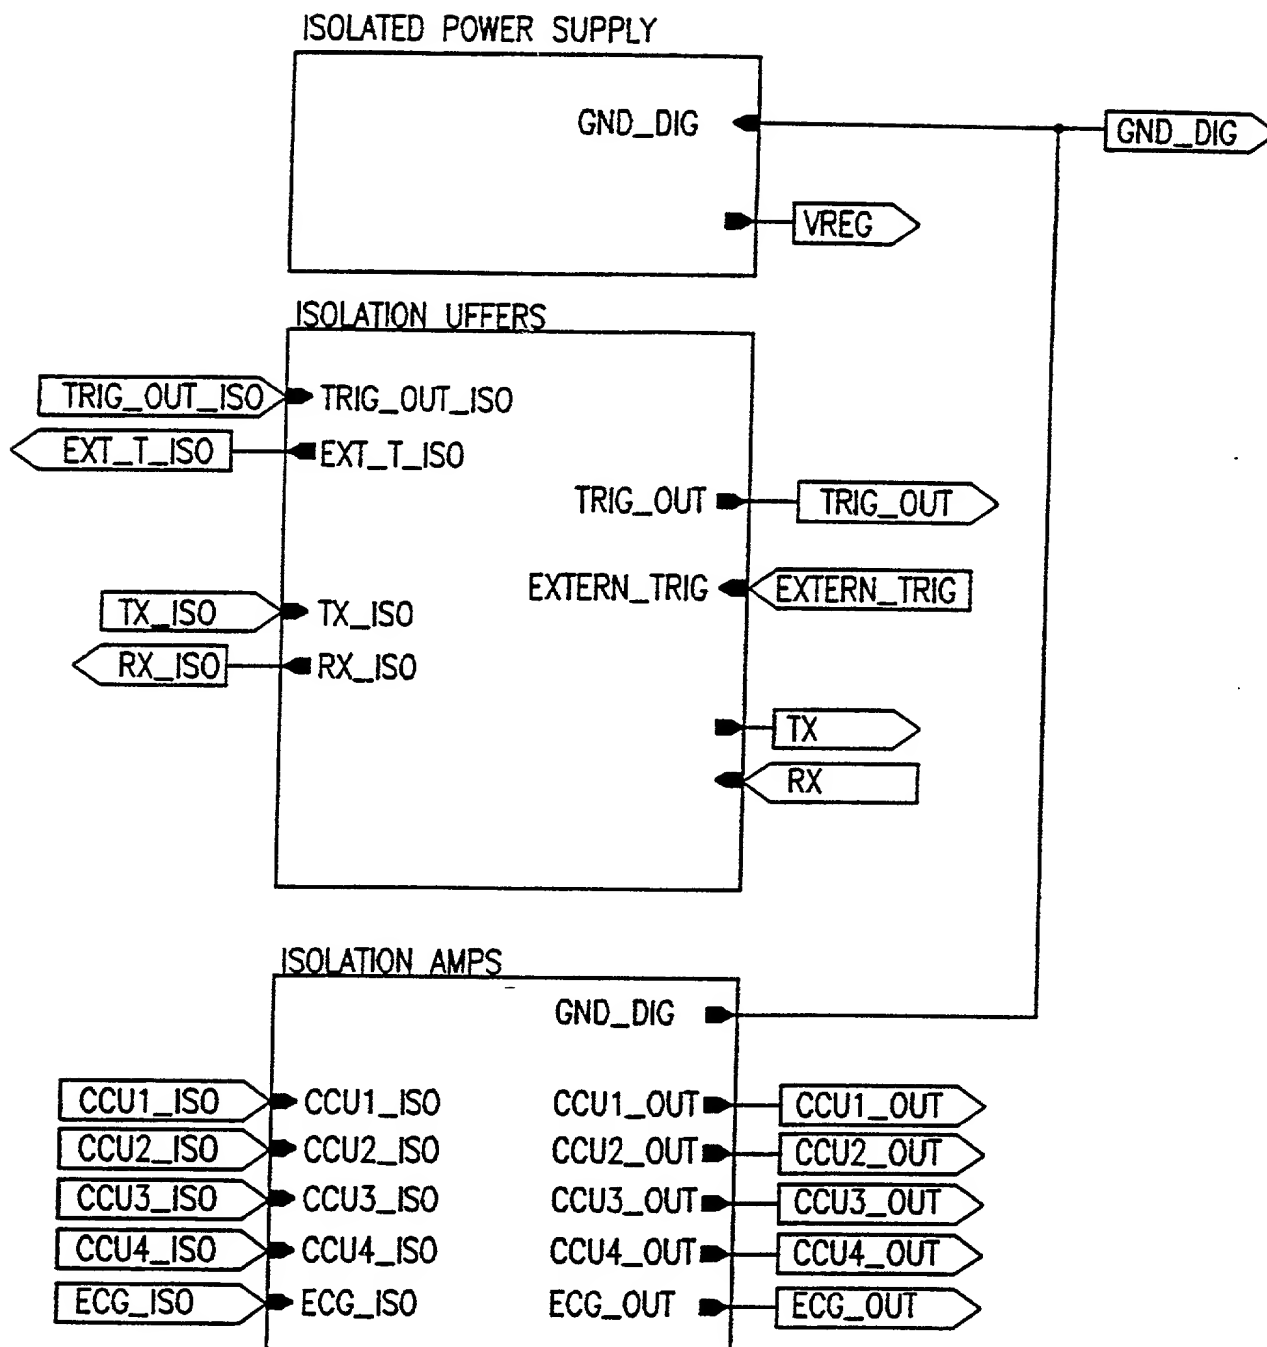 ISOLATED POWER SUPPLY
GND_DIG
GND_DIG
VREG
ISOLATION UFFERS
TRIG_OUT_ISO
TRIG_OUT_ISO
EXT_T_ISO
EXT_T_ISO
TRIG_OUT
TRIG_OUT
EXTERN_TRIG
EXTERN_TRIG
TX_ISO
TX_ISO
RX_ISO
RX_ISO
TX
RX
ISOLATION AMPS
GND_DIG
CCU1_ISO
CCU1_ISO
CCU1_OUT
CCU1_OUT
CCU2_ISO
CCU2_ISO
CCU2_OUT
CCU2_OUT
CCU3_ISO
CCU3_ISO
CCU3_OUT
CCU3_OUT
CCU4_ISO
CCU4_ISO
CCU4_OUT
CCU4_OUT
ECG_ISO
ECG_ISO
ECG_OUT
ECG_OUT